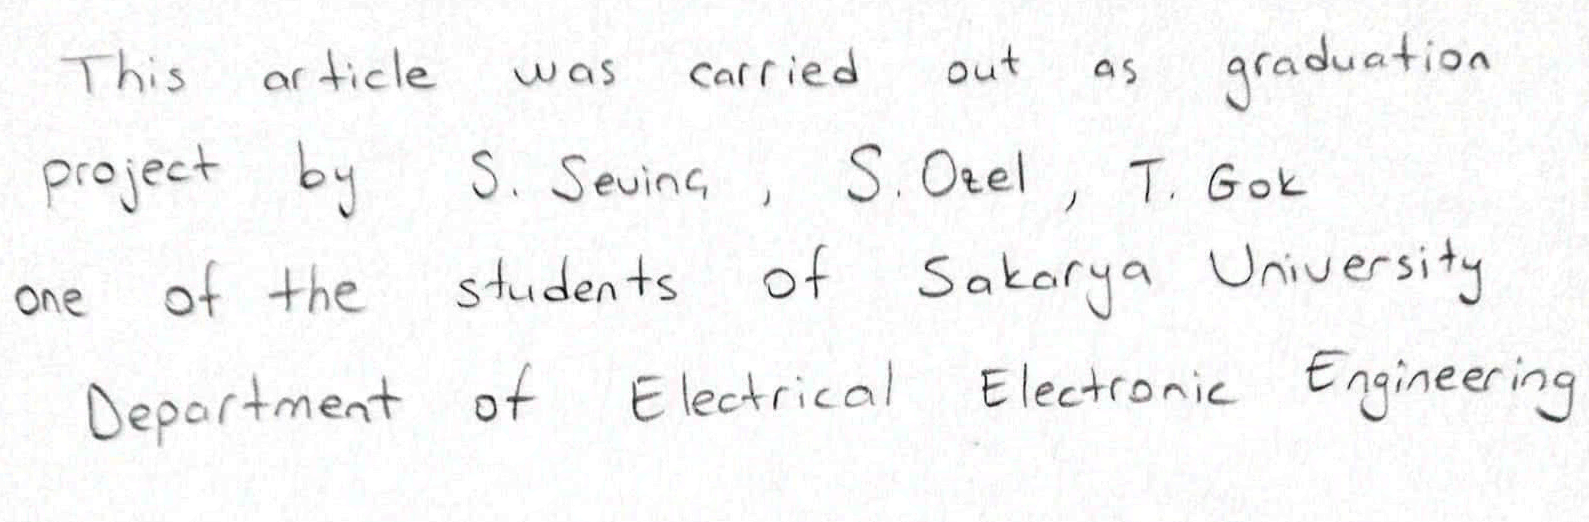 This article was carried out as graduation
project by S. Sevinç , S. Ozel , T. Gok
one of the students of Sakarya University
Department of Electrical Electronic Engineering